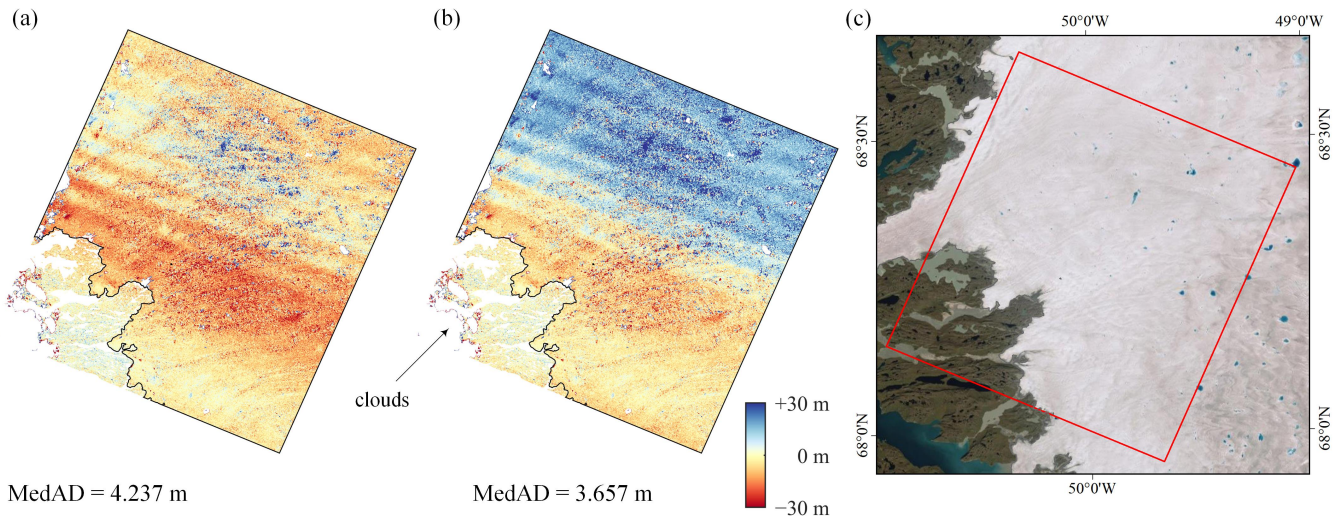 (a)
(b)
(c)
50°0'W
49°0'W
68°30'N
68°30'N
clouds
+30 m
0 m
−30 m
68°0'N
68°0'N
50°0'W
MedAD = 4.237 m
MedAD = 3.657 m